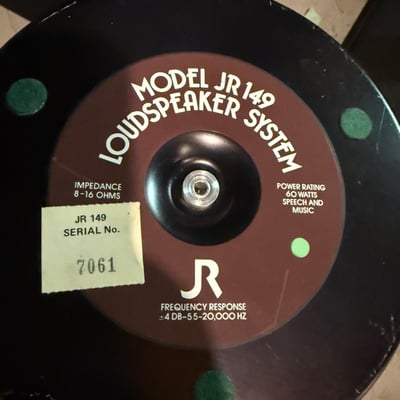 MODEL JR 149
LOUDSPEAKER SYSTEM
IMPEDANCE
8-16 OHMS
POWER RATING
60 WATTS
SPEECH AND
MUSIC
JR 149
SERIAL No.
7061
JR
FREQUENCY RESPONSE
±4 DB-55-20,000 HZ